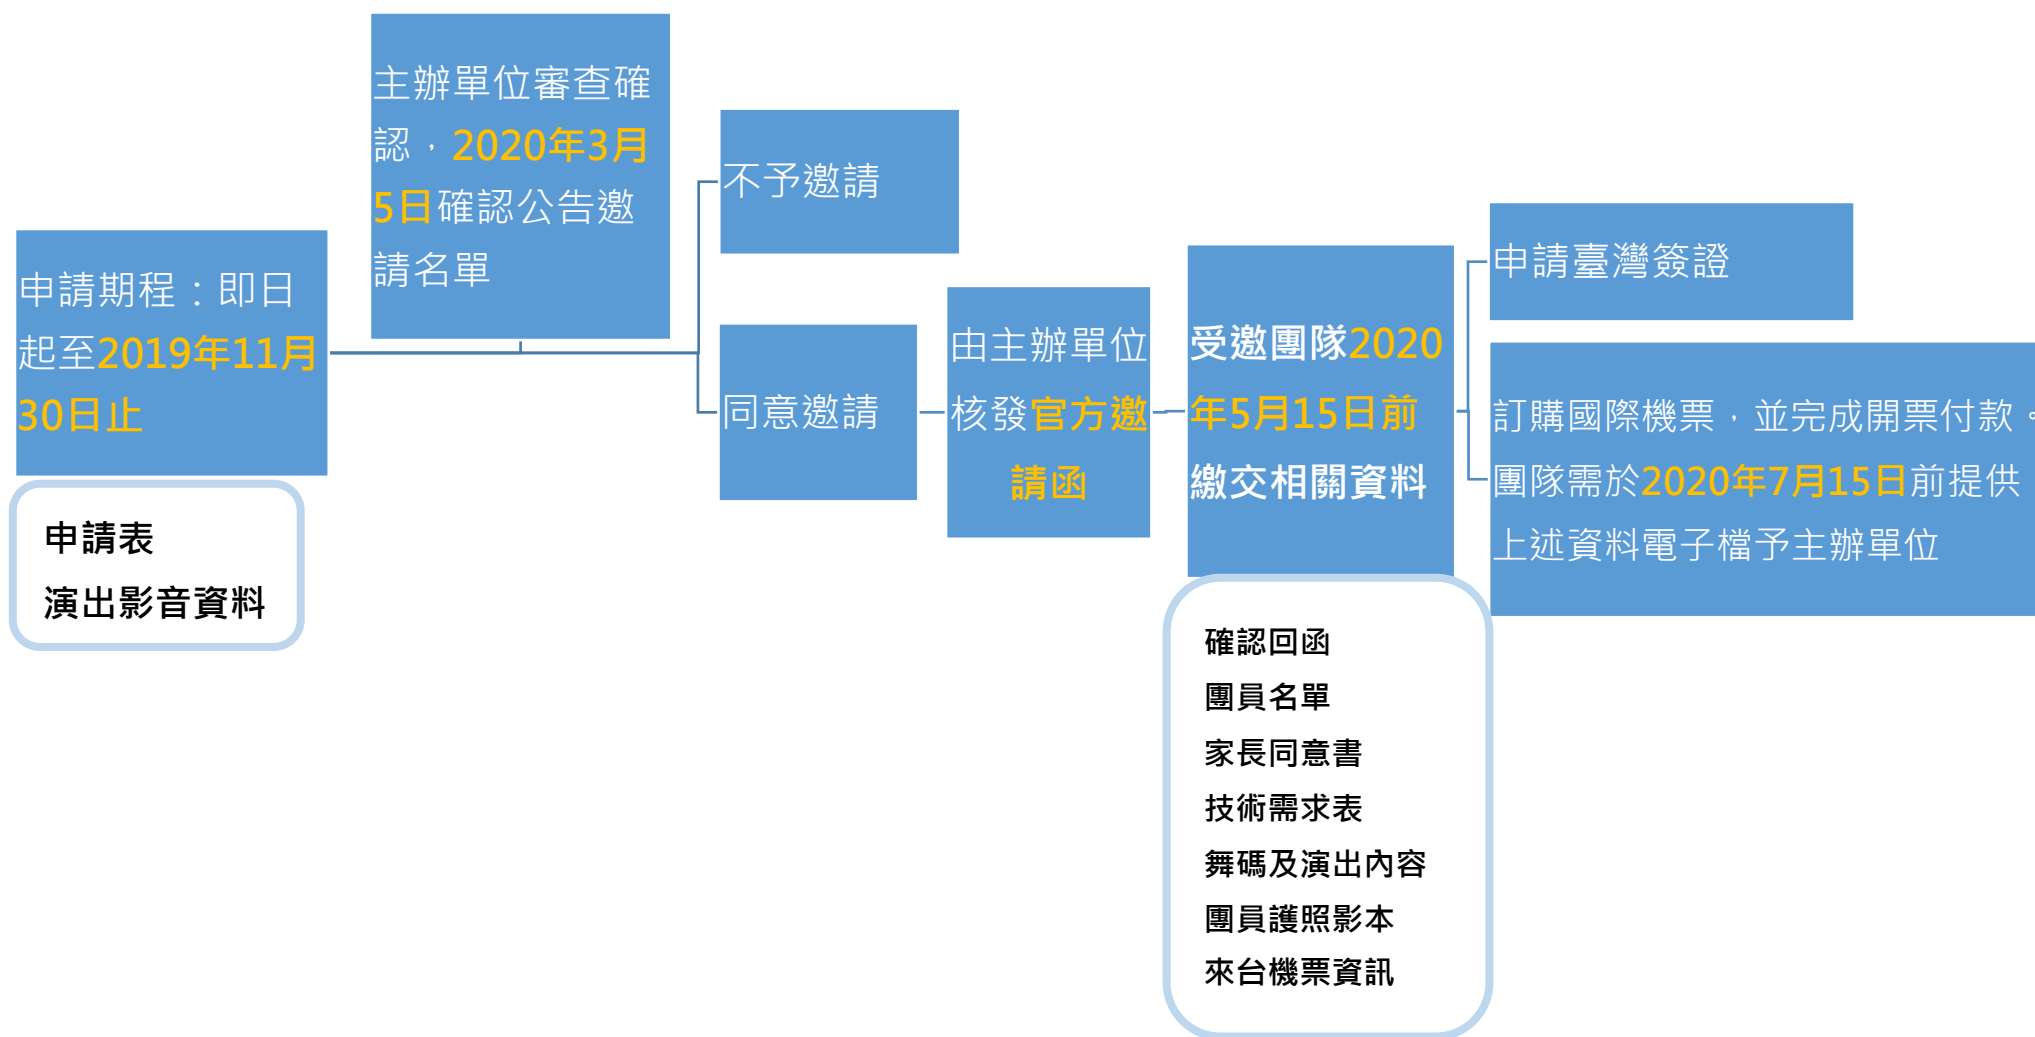 申請期程：即日
起至2019年11月
30日止
申請表
演出影音資料
主辦單位審查確
認，2020年3月
5日確認公告邀
請名單
不予邀請
同意邀請
由主辦單位
核發官方邀
請函
受邀團隊2020
年5月15日前
繳交相關資料
確認回函
團員名單
家長同意書
技術需求表
舞碼及演出內容
團員護照影本
來台機票資訊
申請臺灣簽證
訂購國際機票，並完成開票付款。
團隊需於2020年7月15日前提供
上述資料電子檔予主辦單位